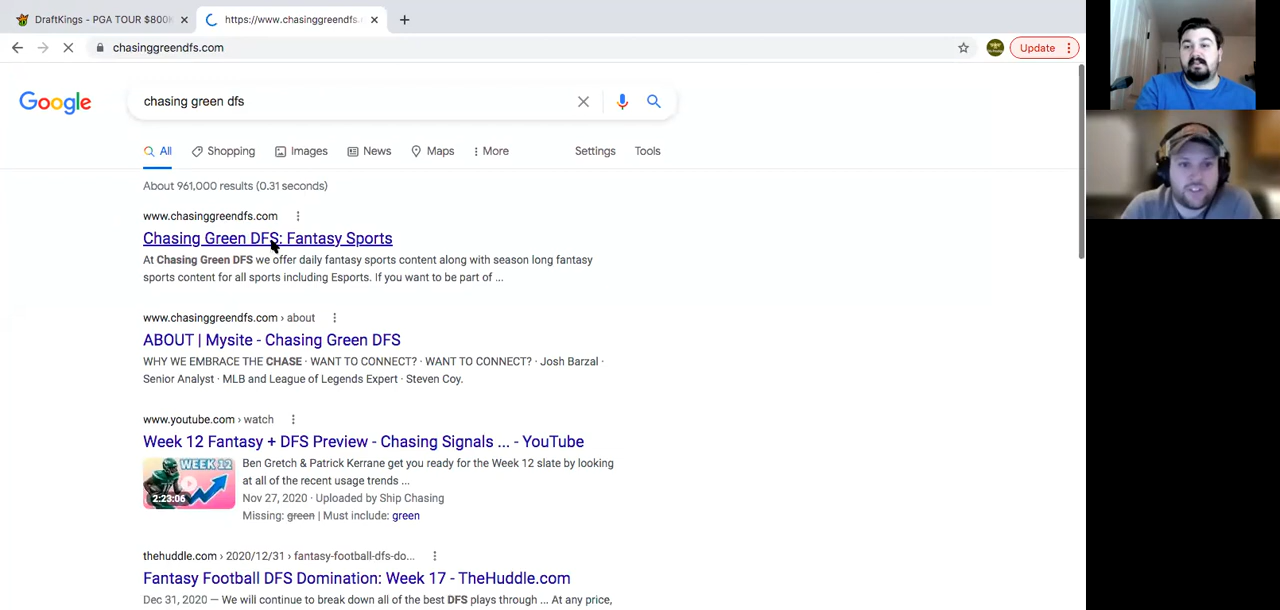 DraftKings - PGA TOUR $800K
https://www.chasinggreendfs.
chasinggreendfs.com
Update
Google
chasing green dfs
All
Shopping
Images
News
Maps
More
Settings
Tools
About 961,000 results (0.31 seconds)
www.chasinggreendfs.com
Chasing Green DFS: Fantasy Sports
At Chasing Green DFS we offer daily fantasy sports content along with season long fantasy
sports content for all sports including Esports. If you want to be part of ...
www.chasinggreendfs.com › about
ABOUT | Mysite - Chasing Green DFS
WHY WE EMBRACE THE CHASE · WANT TO CONNECT? · WANT TO CONNECT? · Josh Barzal ·
Senior Analyst · MLB and League of Legends Expert · Steven Coy.
www.youtube.com › watch
Week 12 Fantasy + DFS Preview - Chasing Signals ... - YouTube
WEEK 12
2:23:06
Ben Gretch & Patrick Kerrane get you ready for the Week 12 slate by looking
at all of the recent usage trends ...
Nov 27, 2020 · Uploaded by Ship Chasing
Missing: green | Must include: green
thehuddle.com › 2020/12/31 › fantasy-football-dfs-do...
Fantasy Football DFS Domination: Week 17 - TheHuddle.com
Dec 31, 2020 — We will continue to break down all of the best DFS plays through ... At any price,